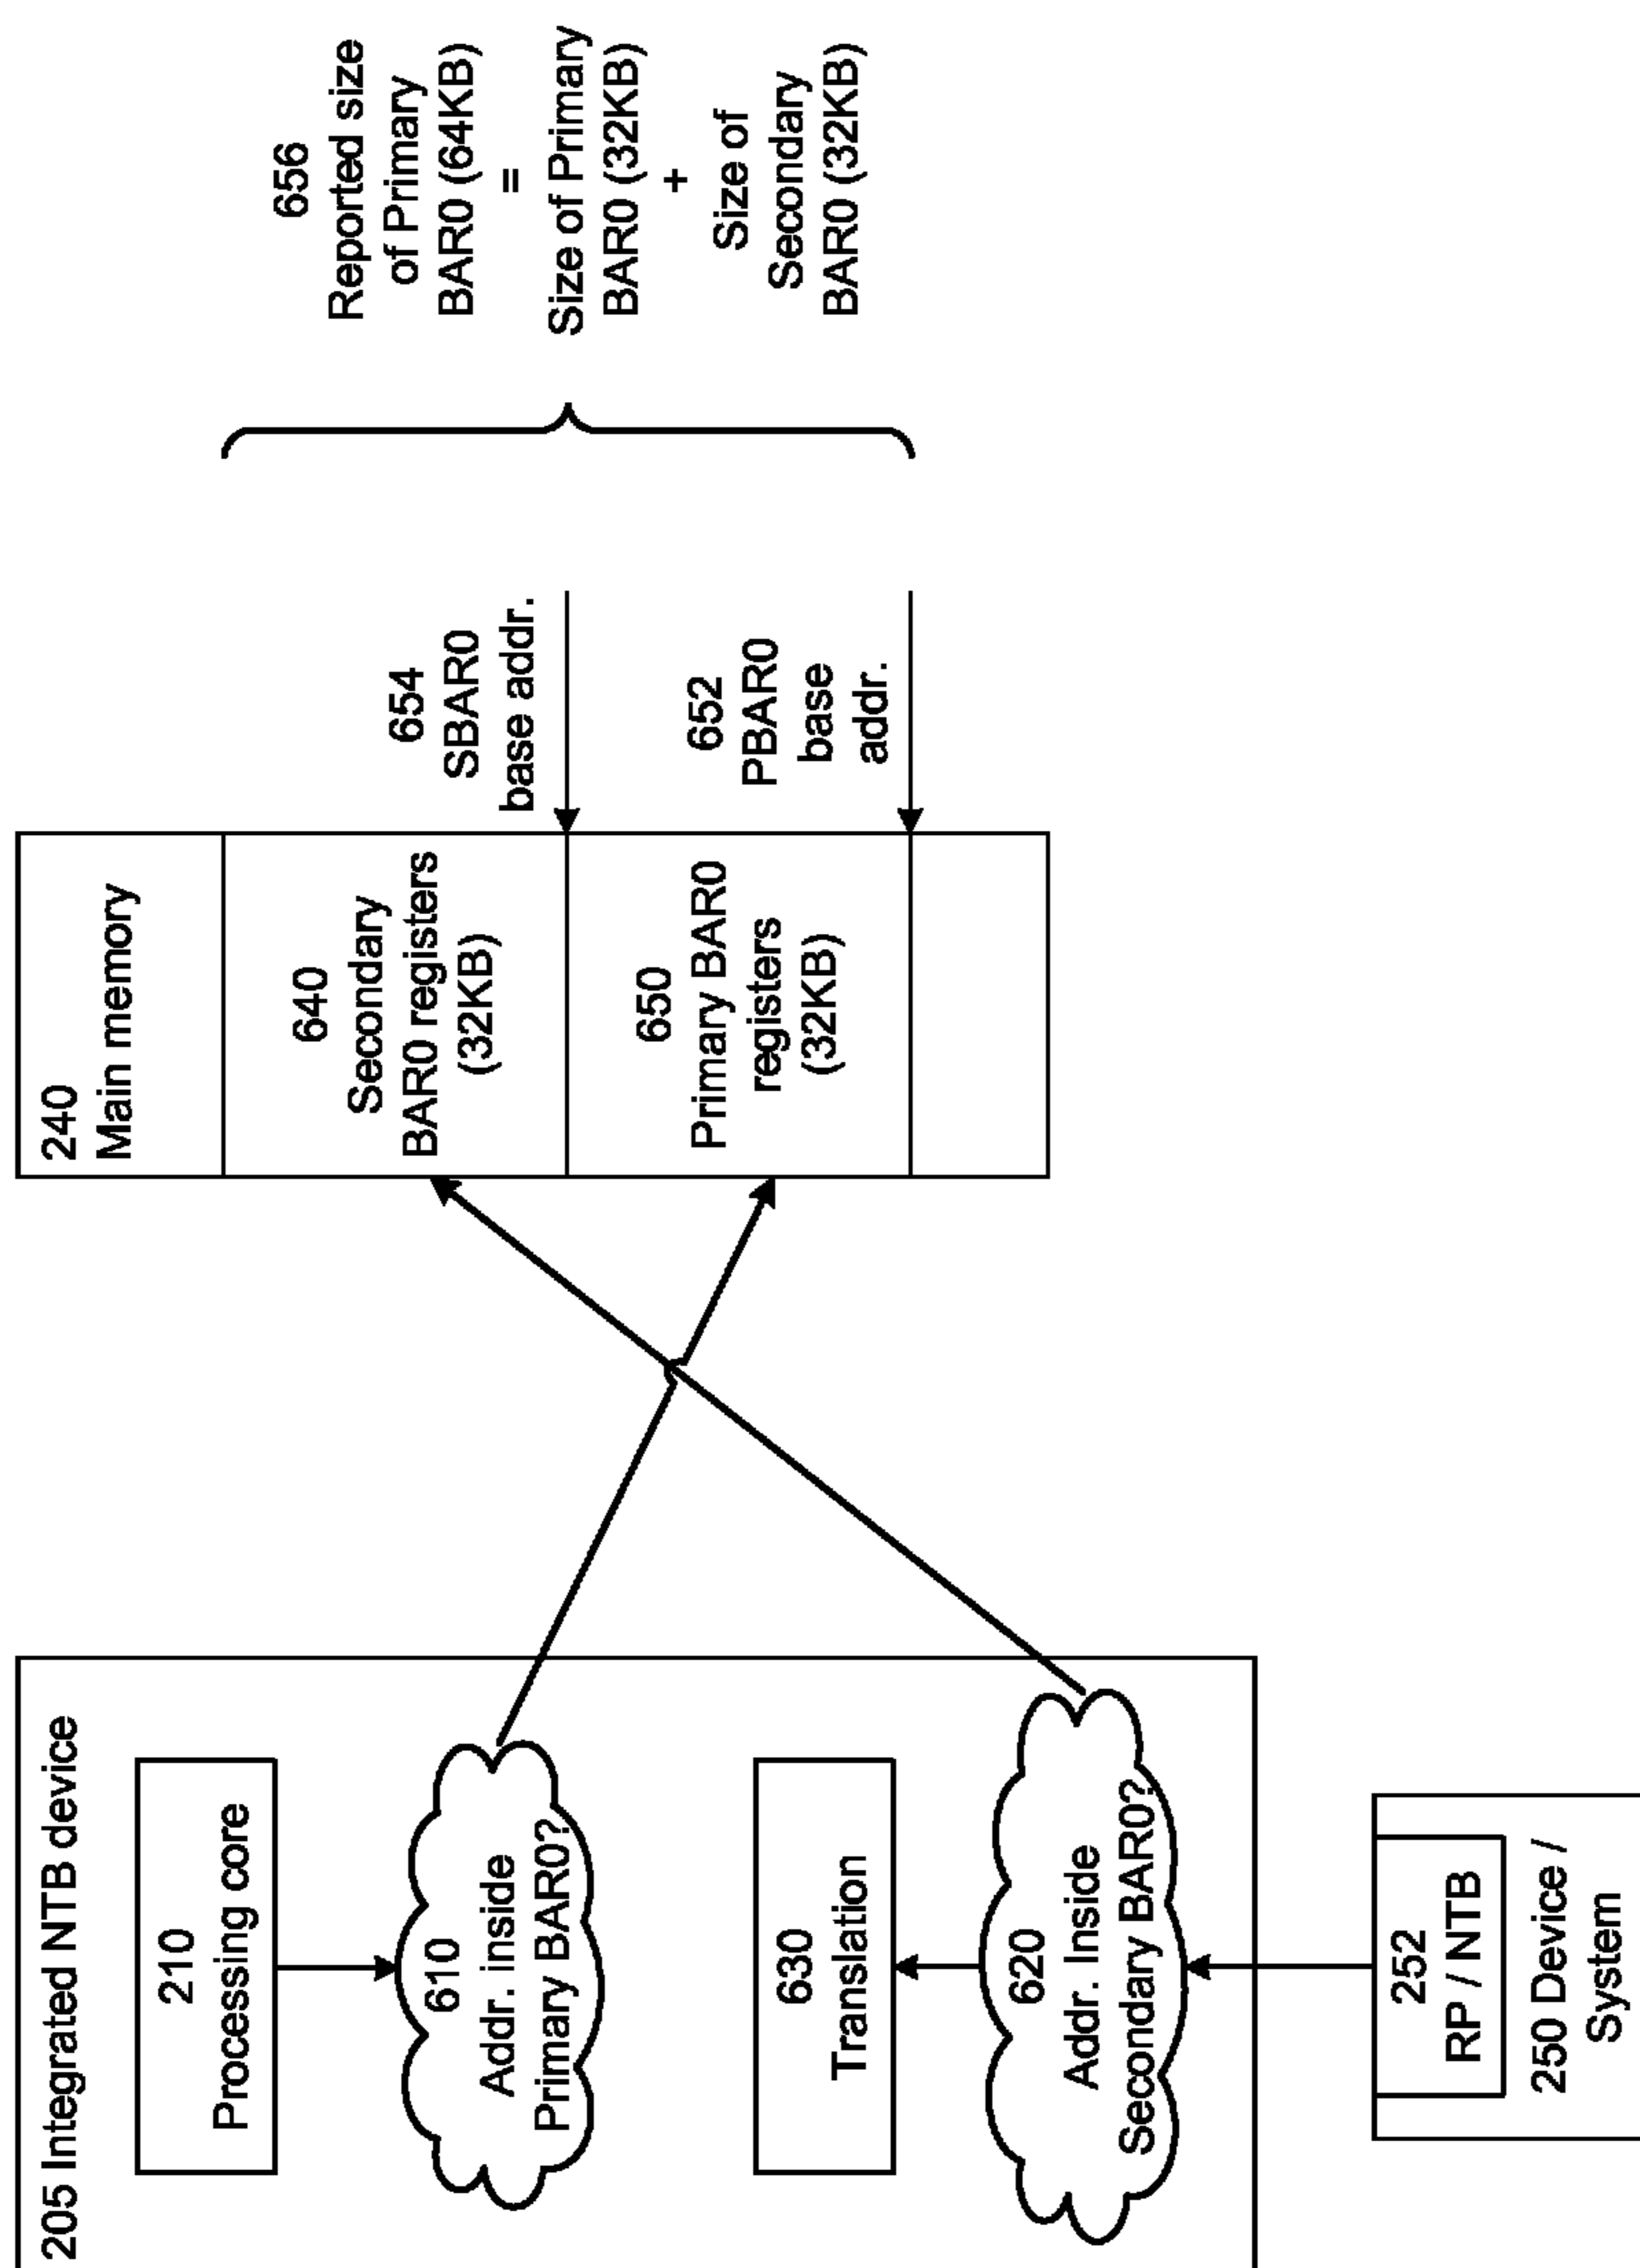 205 Integrated NTB device
210
Processing core
610
Addr. inside
Primary BAR0?
630
Translation
620
Addr. Inside
Secondary BAR0?
252
RP / NTB
250 Device /
System
240
Main memory
640
Secondary
BAR0 registers
(32KB)
650
Primary BAR0
registers
(32KB)
654
SBAR0
base addr.
652
PBAR0
base
addr.
656
Reported size
of Primary
BAR0 (64KB)
=
Size of Primary
BAR0 (32KB)
+
Size of
Secondary
BAR0 (32KB)